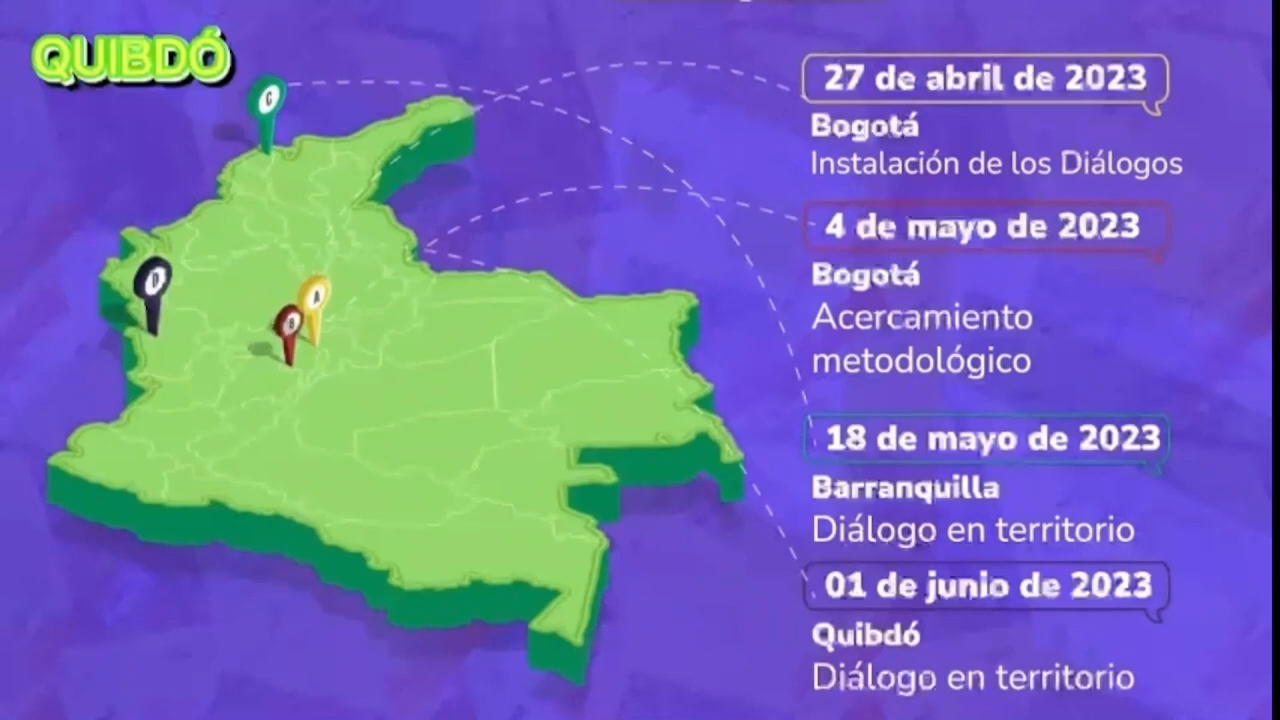 QUIBDÓ
C
D
A
B
27 de abril de 2023
Bogotá
Instalación de los Diálogos
4 de mayo de 2023
Bogotá
Acercamiento
metodológico
18 de mayo de 2023
Barranquilla
Diálogo en territorio
01 de junio de 2023
Quibdó
Diálogo en territorio